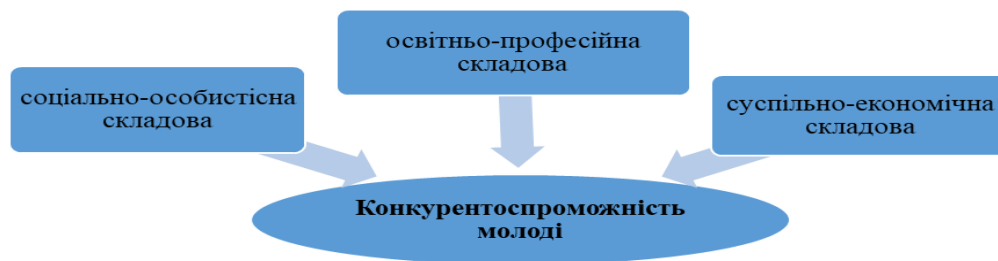 освітньо-професійна
складова
соціально-особистісна
складова
суспільно-економічна
складова
Конкурентоспроможність
молоді